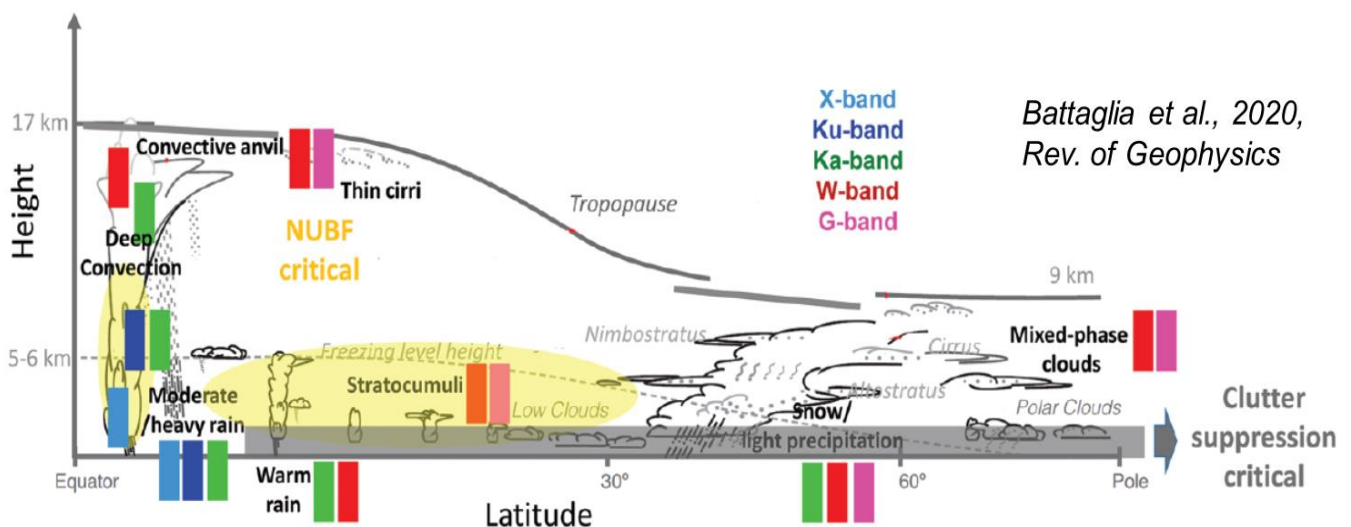 Height
17 km
5-6 km
Convective anvil
Thin cirri
Deep
Convection
NUBF
critical
Tropopause
X-band
Ku-band
Ka-band
W-band
G-band
Battaglia et al., 2020,
Rev. of Geophysics
9 km
Nimbostratus
Cirrus
Mixed-phase
clouds
Freezing level height
Stratocumuli
Low Clouds
Altostratus
Polar Clouds
Moderate
/heavy rain
Snow/
light precipitation
Clutter
suppression
critical
Equator
Warm
rain
30°
60°
Pole
Latitude